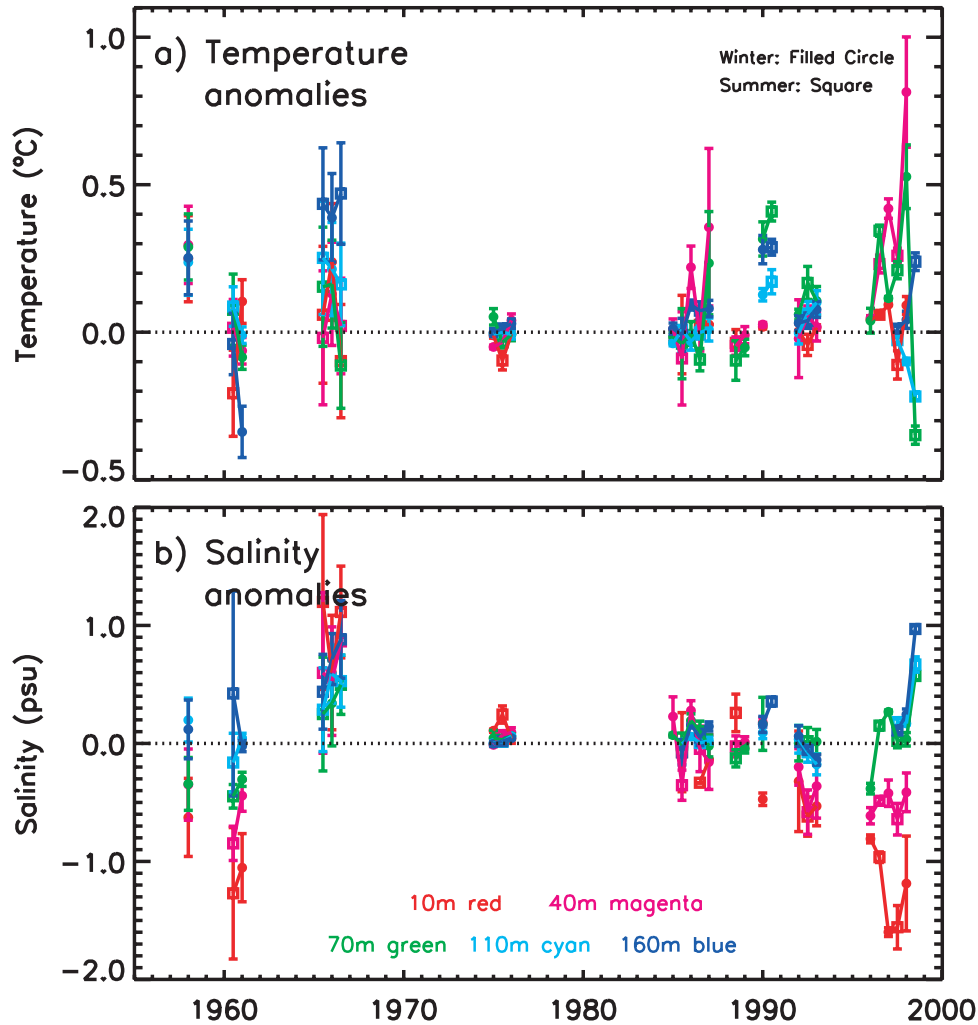 a) Temperature
anomalies
Winter: Filled Circle
Summer: Square
Temperature (°C)
1.0
0.5
0.0
−0.5
b) Salinity
anomalies
Salinity (psu)
2.0
1.0
0.0
−1.0
−2.0
10m red 40m magenta
70m green 110m cyan 160m blue
1960 1970 1980 1990 2000